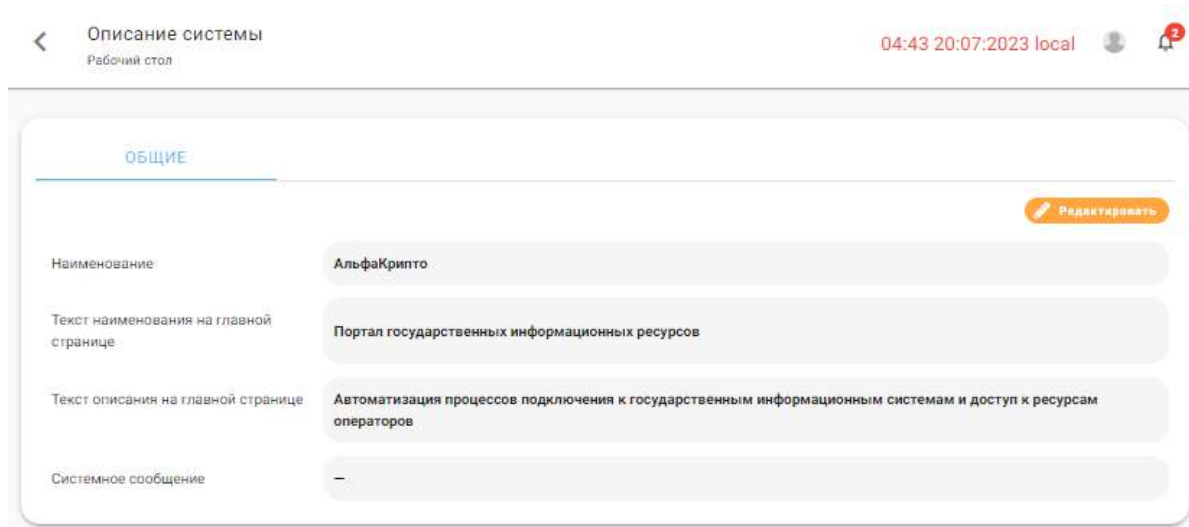 Описание системы
Рабочий стол
04:43 20:07:2023 local
2
ОБЩИЕ
Редактировать
Наименование
АльфаКрипто
Текст наименования на главной
странице
Портал государственных информационных ресурсов
Текст описания на главной странице
Автоматизация процессов подключения к государственным информационным системам и доступ к ресурсам
операторов
Системное сообщение
—